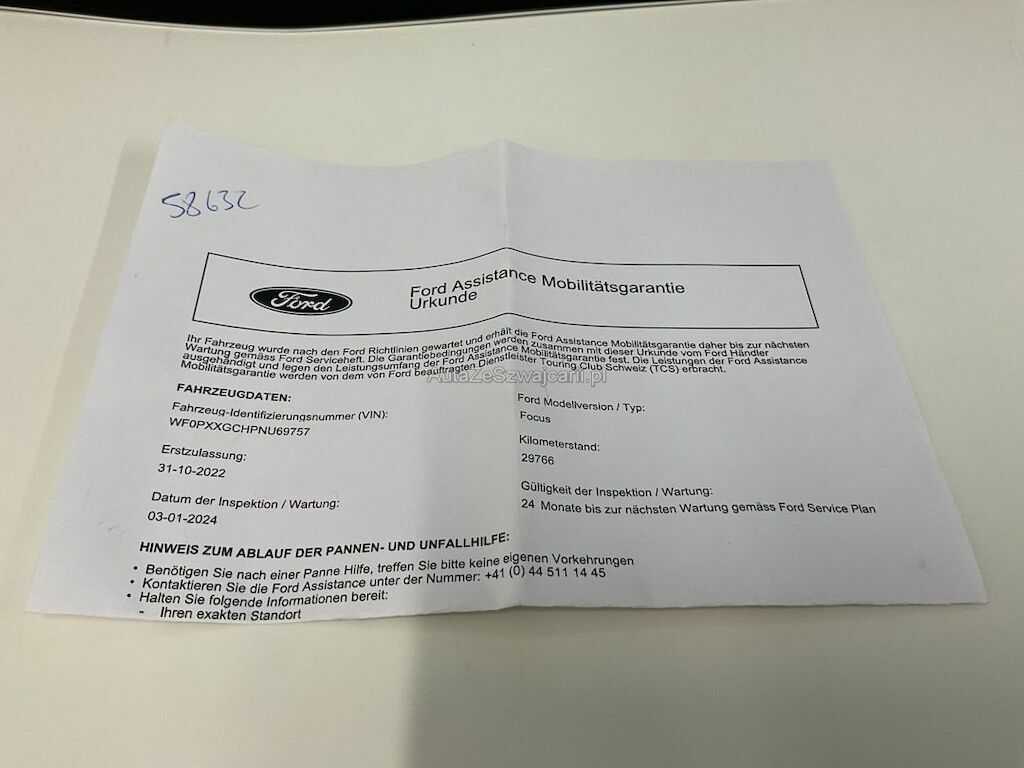 58632
Ford
Ford Assistance Mobilitätsgarantie
Urkunde
Ihr Fahrzeug wurde nach den Ford Richtlinien gewartet und erhält die Ford Assistance Mobilitätsgarantie daher bis zur nächsten
Wartung gemäss Ford Serviceheft. Die Garantiebedingungen werden zusammen mit dieser Urkunde vom Ford Händler
ausgehändigt und legen den Leistungsumfang der Ford Assistance Mobilitätsgarantie fest. Die Leistungen der Ford Assistance
Mobilitätsgarantie werden von dem von Ford beauftragten Dienstleister Touring Club Schweiz (TCS) erbracht.
AutaZeSzwajcarii.pl
FAHRZEUGDATEN:
Fahrzeug-Identifizierungsnummer (VIN):
WF0PXXGCHPNU69757
Erstzulassung:
31-10-2022
Datum der Inspektion / Wartung:
03-01-2024
Ford Modellversion / Typ:
Focus
Kilometerstand:
29766
Gültigkeit der Inspektion / Wartung:
24 Monate bis zur nächsten Wartung gemäss Ford Service Plan
HINWEIS ZUM ABLAUF DER PANNEN- UND UNFALLHILFE:
• Benötigen Sie nach einer Panne Hilfe, treffen Sie bitte keine eigenen Vorkehrungen
• Kontaktieren Sie die Ford Assistance unter der Nummer: +41 (0) 44 511 14 45
• Halten Sie folgende Informationen bereit:
- Ihren exakten Standort